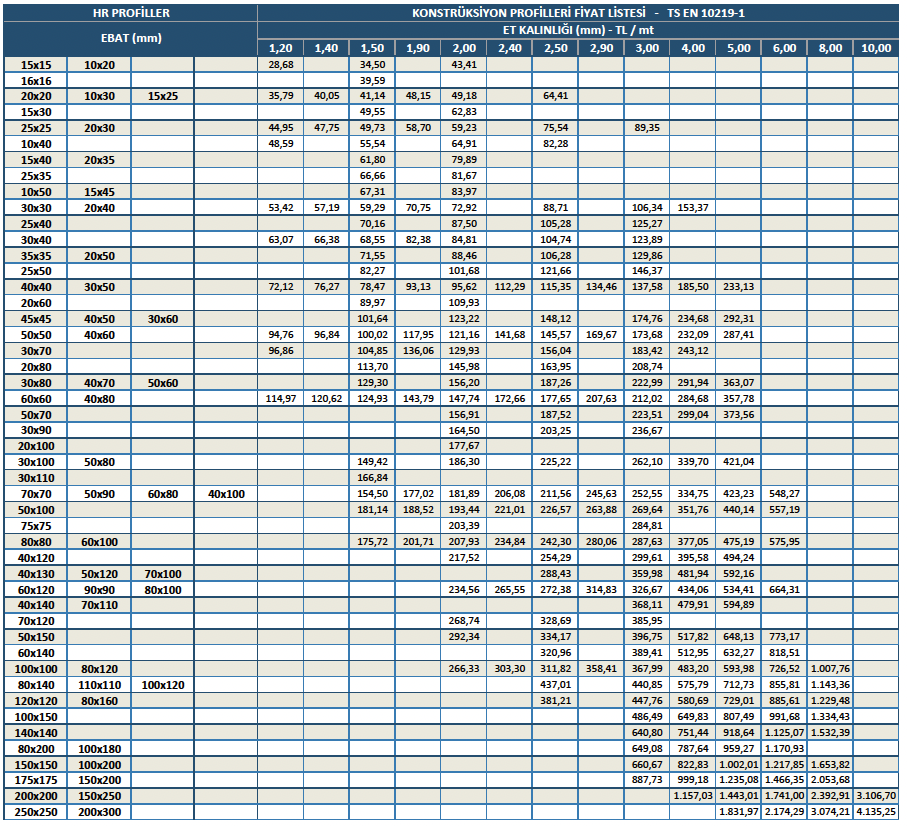 HR PROFİLLER KONSTRÜKSİYON PROFİLLERİ FİYAT LİSTESİ - TS EN 10219-1
EBAT (mm) ET KALINLIĞI (mm) - TL / mt
1,20 1,40 1,50 1,90 2,00 2,40 2,50 2,90 3,00 4,00 5,00 6,00 8,00 10,00
15x15 10x20 28,68 34,50 43,41
16x16 39,59
20x20 10x30 15x25 35,79 40,05 41,14 48,15 49,18 64,41
15x30 49,55 62,83
25x25 20x30 44,95 47,75 49,73 58,70 59,23 75,54 89,35
10x40 48,59 55,54 64,91 82,28
15x40 20x35 61,80 79,89
25x35 66,66 81,67
10x50 15x45 67,31 83,97
30x30 20x40 53,42 57,19 59,29 70,75 72,92 88,71 106,34 153,37
25x40 70,16 87,50 105,28 125,27
30x40 63,07 66,38 68,55 82,38 84,81 104,74 123,89
35x35 20x50 71,55 88,46 106,28 129,86
25x50 82,27 101,68 121,66 146,37
40x40 30x50 72,12 76,27 78,47 93,13 95,62 112,29 115,35 134,46 137,58 185,50 233,13
20x60 89,97 109,93
45x45 40x50 30x60 101,64 123,22 148,12 174,76 234,68 292,31
50x50 40x60 94,76 96,84 100,02 117,95 121,16 141,68 145,57 169,67 173,68 232,09 287,41
30x70 96,86 104,85 136,06 129,93 156,04 183,42 243,12
20x80 113,70 145,98 163,95 208,74
30x80 40x70 50x60 129,30 156,20 187,26 222,99 291,94 363,07
60x60 40x80 114,97 120,62 124,93 143,79 147,74 172,66 177,65 207,63 212,02 284,68 357,78
50x70 156,91 187,52 223,51 299,04 373,56
30x90 164,50 203,25 236,67
20x100 177,67
30x100 50x80 149,42 186,30 225,22 262,10 339,70 421,04
30x110 166,84
70x70 50x90 60x80 40x100 154,50 177,02 181,89 206,08 211,56 245,63 252,55 334,75 423,23 548,27
50x100 181,14 188,52 193,44 221,01 226,57 263,88 269,64 351,76 440,14 557,19
75x75 203,39 284,81
80x80 60x100 175,72 201,71 207,93 234,84 242,30 280,06 287,63 377,05 475,19 575,95
40x120 217,52 254,29 299,61 395,58 494,24
40x130 50x120 70x100 288,43 359,98 481,94 592,16
60x120 90x90 80x100 234,56 265,55 272,38 314,83 326,67 434,06 534,41 664,31
40x140 70x110 368,11 479,91 594,89
70x120 268,74 328,69 385,95
50x150 292,34 334,17 396,75 517,82 648,13 773,17
60x140 320,96 389,41 512,95 632,27 818,51
100x100 80x120 266,33 303,30 311,82 358,41 367,99 483,20 593,98 726,52 1.007,76
80x140 110x110 100x120 437,01 440,85 575,79 712,73 855,81 1.143,36
120x120 80x160 381,21 447,76 580,69 729,01 885,61 1.229,48
100x150 486,49 649,83 807,49 991,68 1.334,43
140x140 640,80 751,44 918,64 1.125,07 1.532,39
80x200 100x180 649,08 787,64 959,27 1.170,93
150x150 100x200 660,67 822,83 1.002,01 1.217,85 1.653,82
175x175 150x200 887,73 999,18 1.235,08 1.466,35 2.053,68
200x200 150x250 1.157,03 1.443,01 1.741,00 2.392,91 3.106,70
250x250 200x300 1.831,97 2.174,29 3.074,21 4.135,25